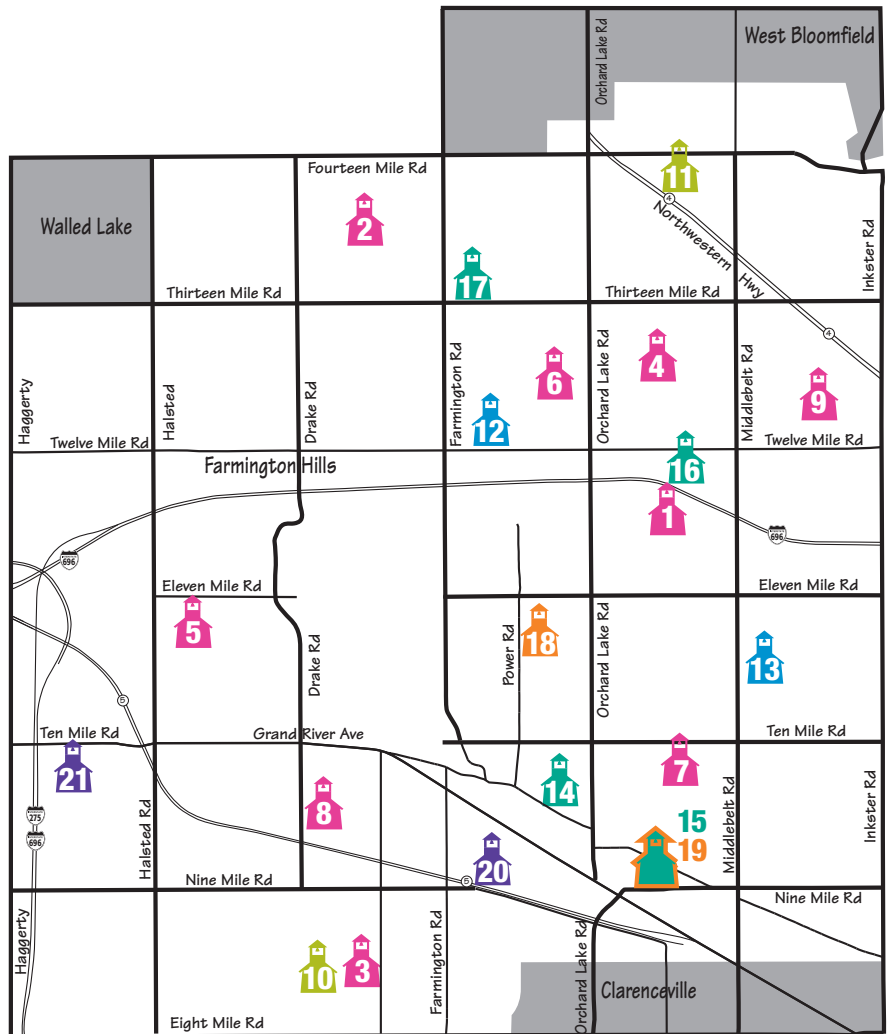 West Bloomfield
Orchard Lake Rd
11
Fourteen Mile Rd
4
2
Walled Lake
Northwestern Hwy
Inkster Rd
17
Thirteen Mile Rd
Thirteen Mile Rd
4
Haggerty
Halsted
Drake Rd
Farmington Rd
6
Orchard Lake Rd
4
Middlebelt Rd
9
12
Twelve Mile Rd
Twelve Mile Rd
Farmington Hills
16
1
696
696
Eleven Mile Rd
Eleven Mile Rd
5
Drake Rd
Power Rd
18
Orchard Lake Rd
13
5
Ten Mile Rd
Grand River Ave
Ten Mile Rd
21
Halsted Rd
8
14
7
Middlebelt Rd
Inkster Rd
275
696
15
19
20
Nine Mile Rd
5
Nine Mile Rd
Haggerty
10
3
Farmington Rd
Orchard Lake Rd
Clarenceville
Eight Mile Rd